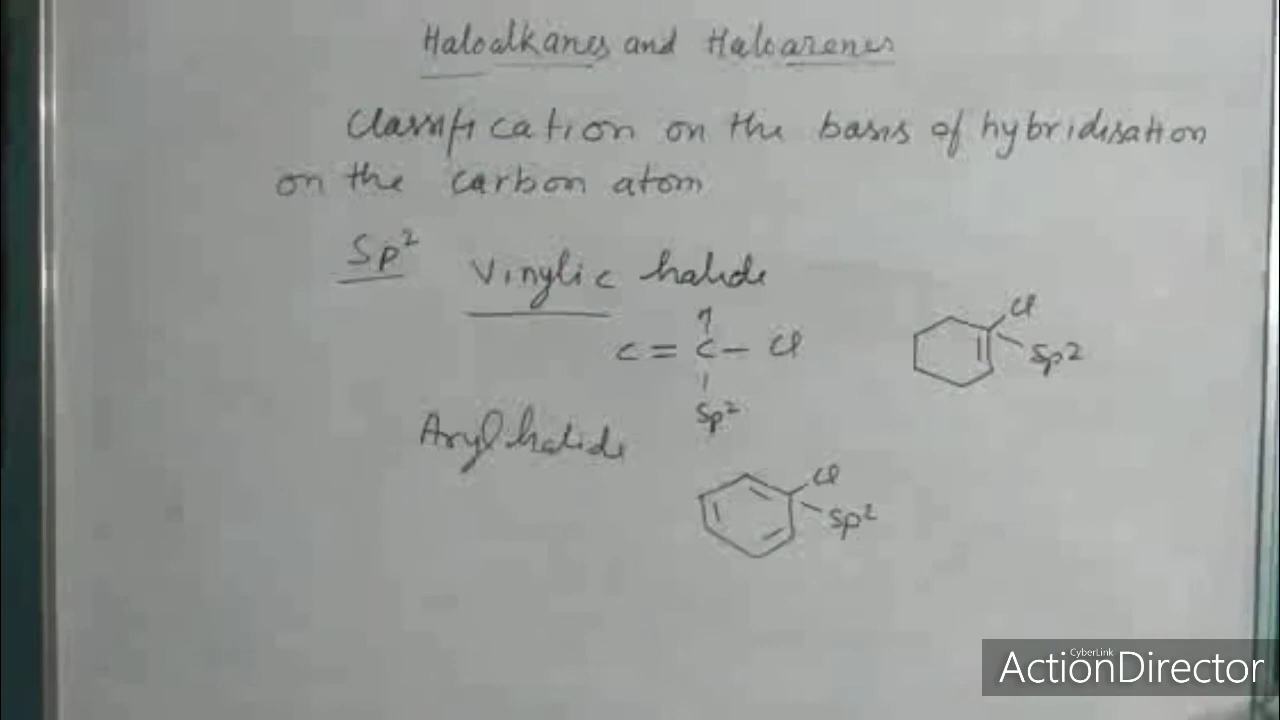 Haloalkanes and Haloarenes
Classification on the basis of hybridisation
on the carbon atom
Sp²
Vinylic halide
C = C - Cl
Sp²
Cl
Sp2
Aryl halide
Cl
Sp²
CyberLink
ActionDirector